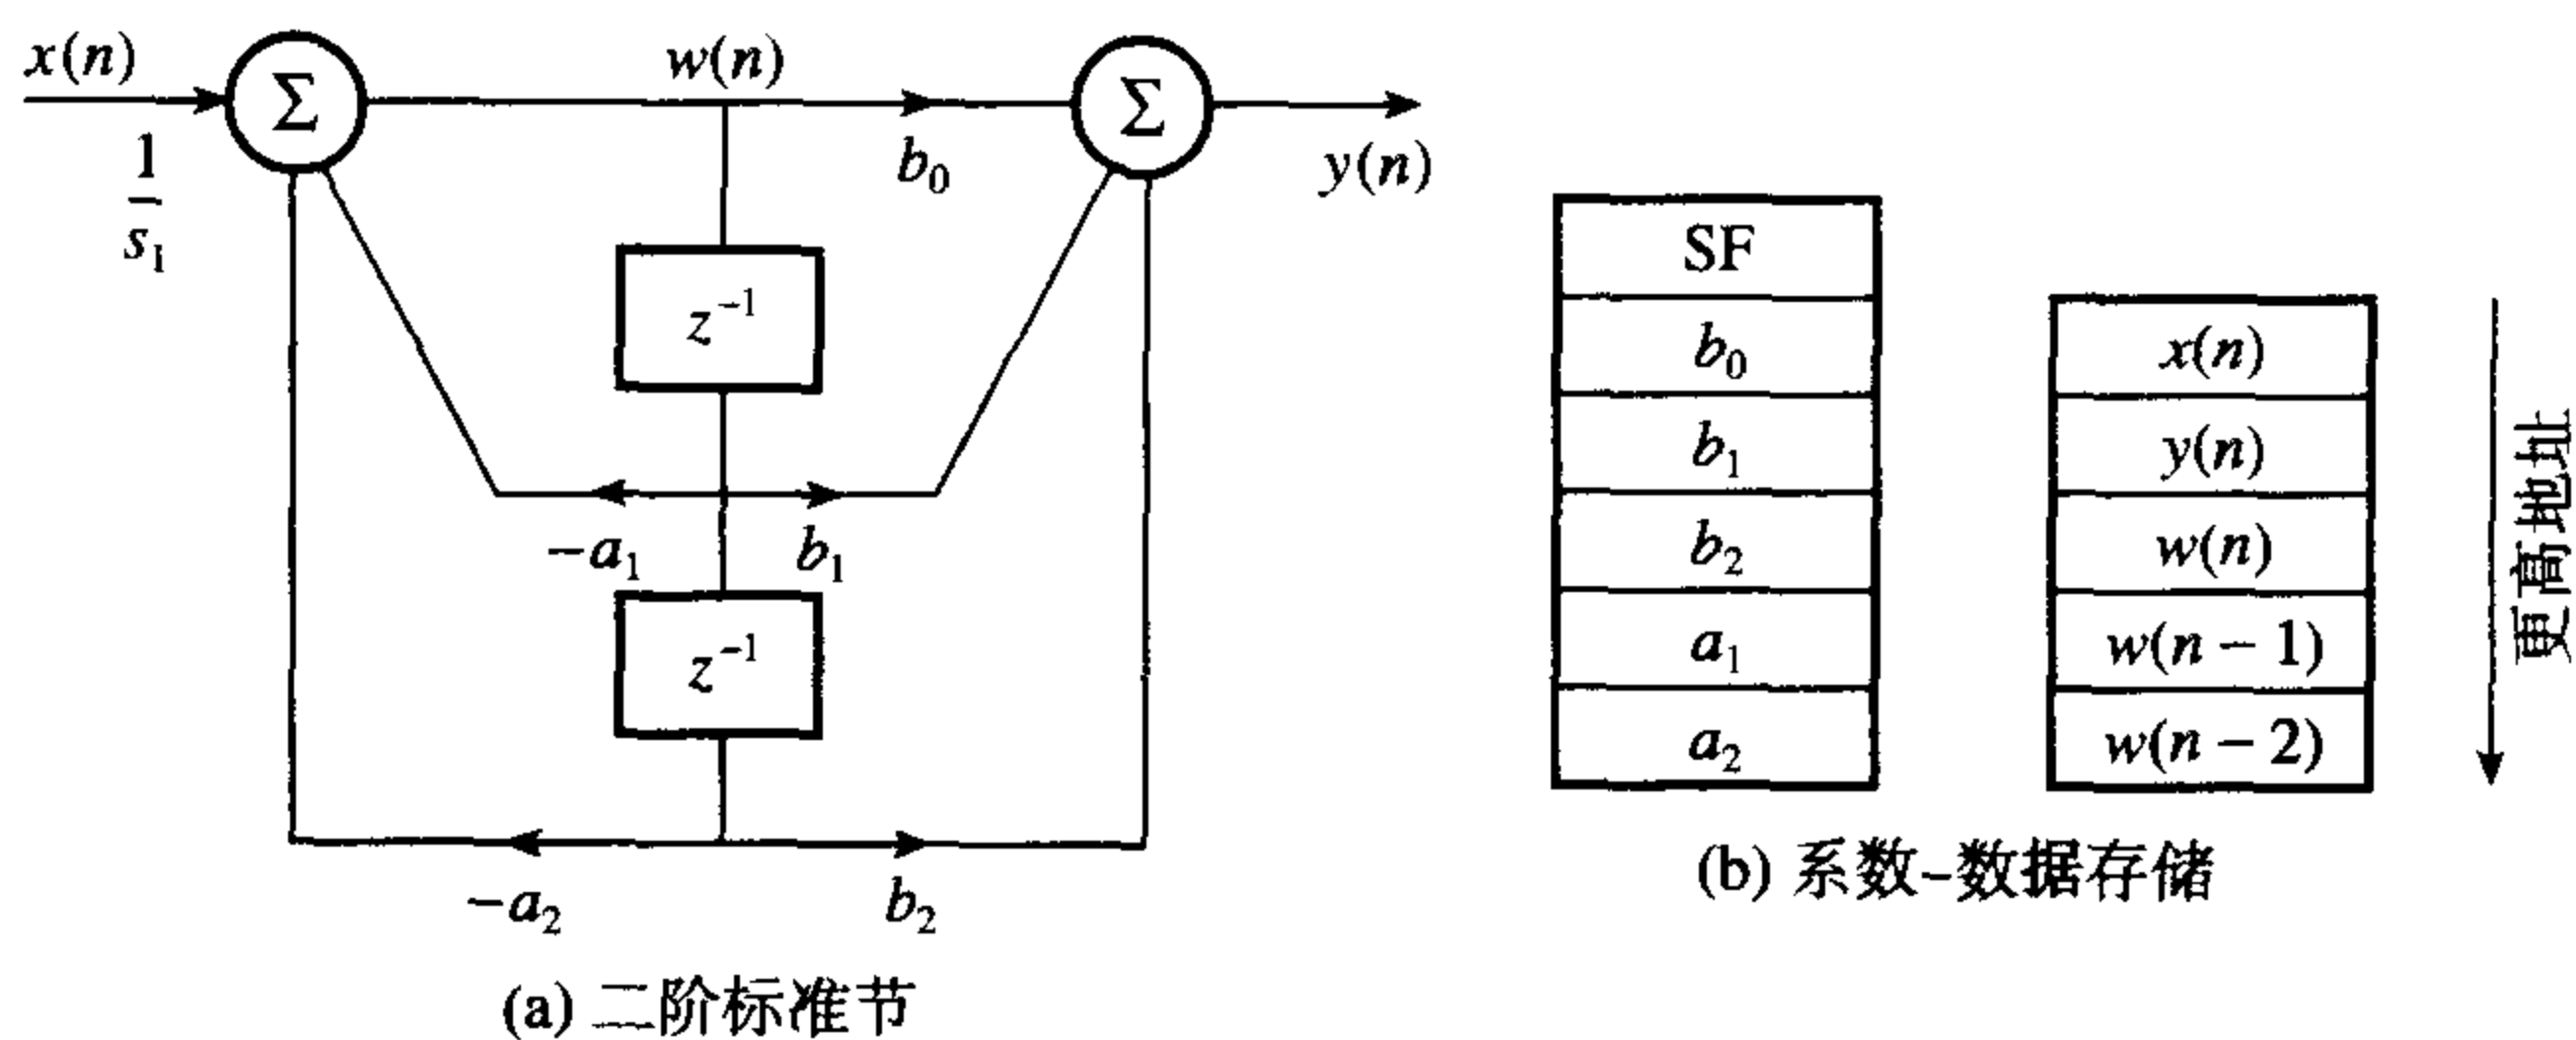 x(n)
Σ
w(n)
Σ
1/s₁
b₀
y(n)
z⁻¹
-a₁
b₁
z⁻¹
-a₂
b₂
(a) 二阶标准节
SF
b₀
b₁
b₂
a₁
a₂
x(n)
y(n)
w(n)
w(n - 1)
w(n - 2)
更高地址
(b) 系数-数据存储